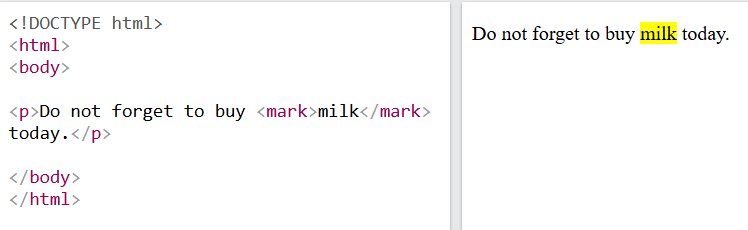 <!DOCTYPE html>
<html>
<body>
<p>Do not forget to buy <mark>milk</mark>
today.</p>
</body>
</html>
Do not forget to buy milk today.